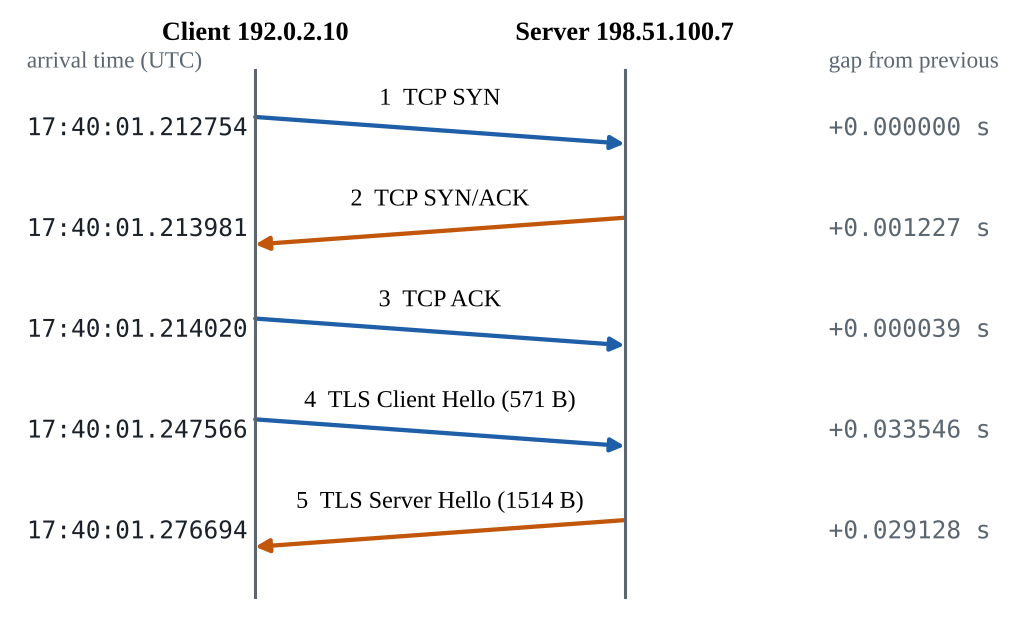 Client 192.0.2.10 Server 198.51.100.7
arrival time (UTC) gap from previous
1 TCP SYN
17:40:01.212754 +0.000000 s
2 TCP SYN/ACK
17:40:01.213981 +0.001227 s
3 TCP ACK
17:40:01.214020 +0.000039 s
4 TLS Client Hello (571 B)
17:40:01.247566 +0.033546 s
5 TLS Server Hello (1514 B)
17:40:01.276694 +0.029128 s